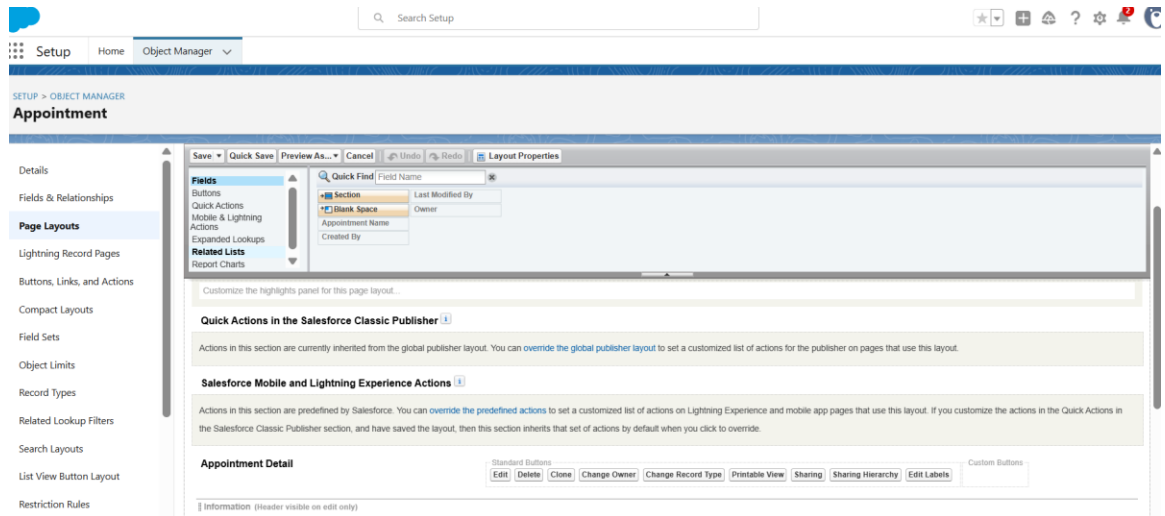 Search Setup
2
Setup Home Object Manager
SETUP > OBJECT MANAGER
Appointment
Details
Fields & Relationships
Page Layouts
Lightning Record Pages
Buttons, Links, and Actions
Compact Layouts
Field Sets
Object Limits
Record Types
Related Lookup Filters
Search Layouts
List View Button Layout
Restriction Rules
Save Quick Save Preview As... Cancel Undo Redo Layout Properties
Fields
Buttons
Quick Actions
Mobile & Lightning
Actions
Expanded Lookups
Related Lists
Report Charts
Quick Find Field Name
Section Last Modified By
Blank Space Owner
Appointment Name
Created By
Customize the highlights panel for this page layout...
Quick Actions in the Salesforce Classic Publisher i
Actions in this section are currently inherited from the global publisher layout. You can override the global publisher layout to set a customized list of actions for the publisher on pages that use this layout.
Salesforce Mobile and Lightning Experience Actions i
Actions in this section are predefined by Salesforce. You can override the predefined actions to set a customized list of actions on Lightning Experience and mobile app pages that use this layout. If you customize the actions in the Quick Actions in
the Salesforce Classic Publisher section, and have saved the layout, then this section inherits that set of actions by default when you click to override.
Appointment Detail
Standard Buttons
Edit Delete Clone Change Owner Change Record Type Printable View Sharing Sharing Hierarchy Edit Labels
Custom Buttons
Information (Header visible on edit only)